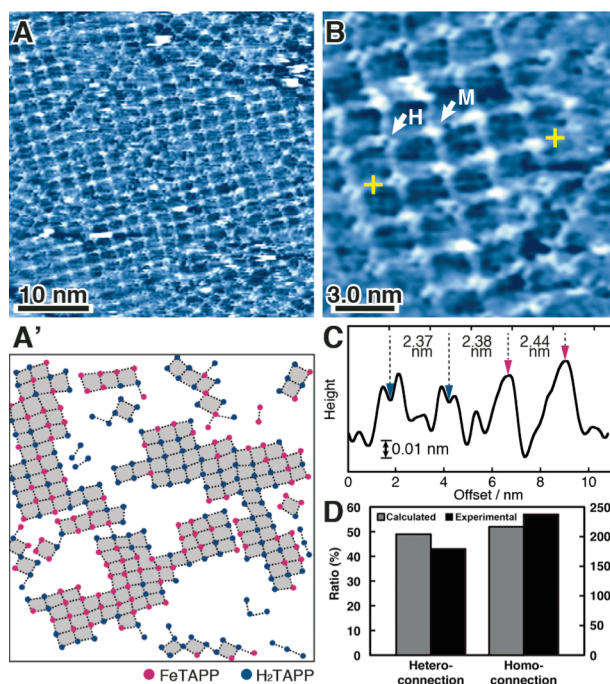 A
10 nm
B
H
M
3.0 nm
A'
FeTAPP
H₂TAPP
C
2.37 nm
2.38 nm
2.44 nm
Height
0.01 nm
0 2 4 6 8 10
Offset / nm
D
Calculated Experimental
Ratio (%)
60
50
40
30
20
10
0
250
200
150
100
50
0
Hetero-
connection
Homo-
connection